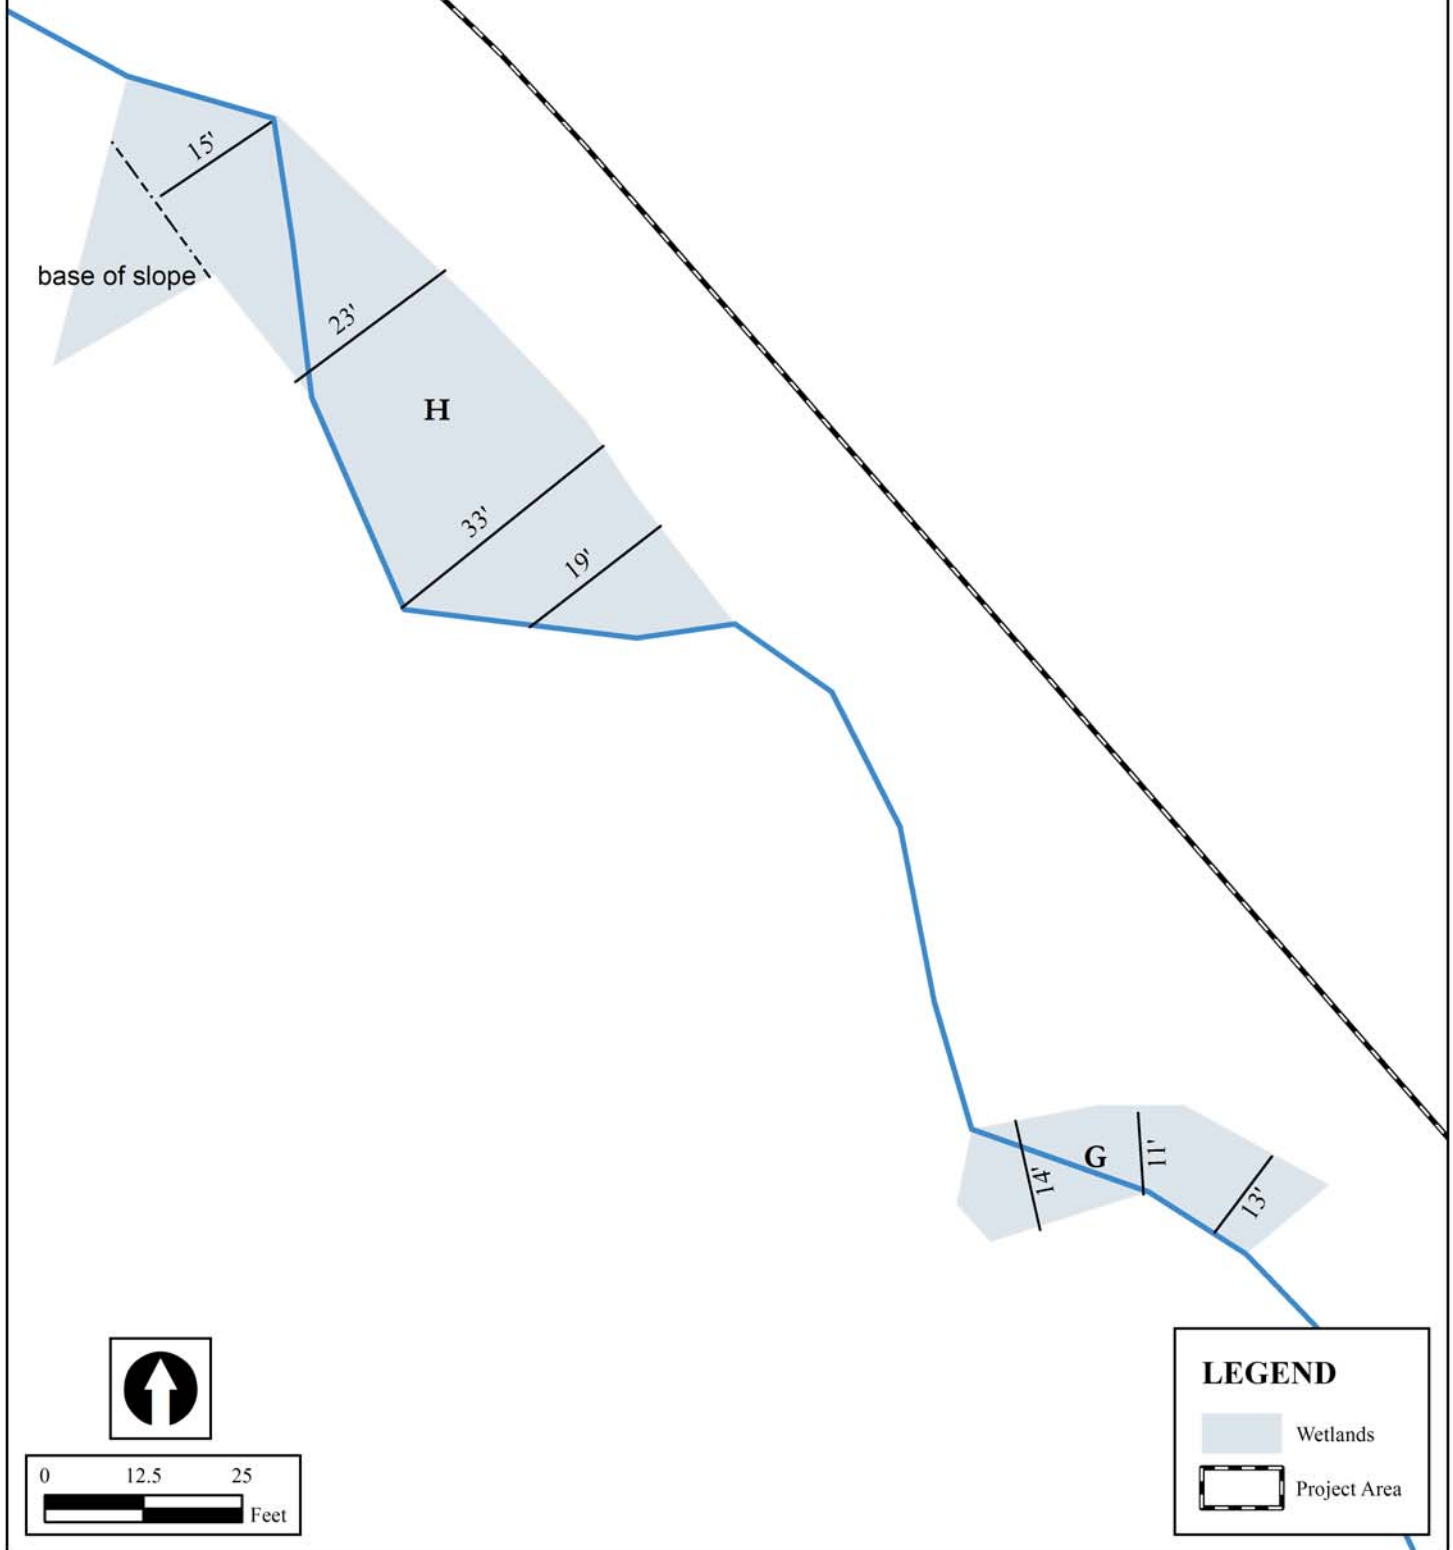 15'
base of slope
23'
H
33'
19'
G
11'
14'
13'
LEGEND
Wetlands
Project Area
0 12.5 25
Feet